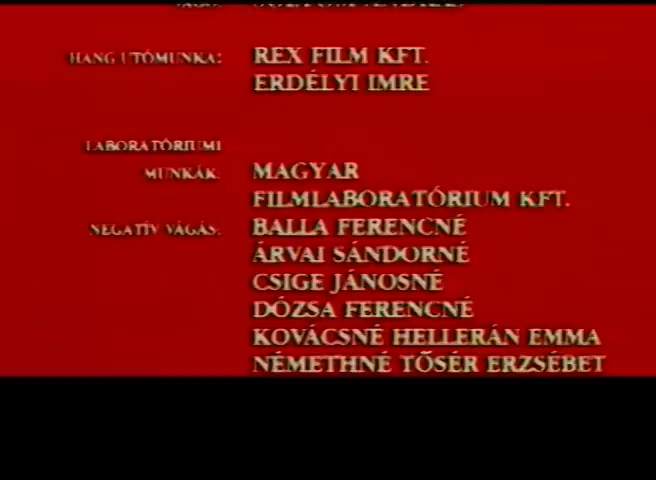 HANG UTÓMUNKA: REX FILM KFT.
ERDÉLYI IMRE
LABORATÓRIUMI
MUNKÁK: MAGYAR
FILMLABORATÓRIUM KFT.
NEGATÍV VÁGÁS: BALLA FERENCNÉ
ÁRVAI SÁNDORNÉ
CSIGE JÁNOSNÉ
DÓZSA FERENCNÉ
KOVÁCSNÉ HELLERÁN EMMA
NÉMETHNÉ TŐSÉR ERZSÉBET